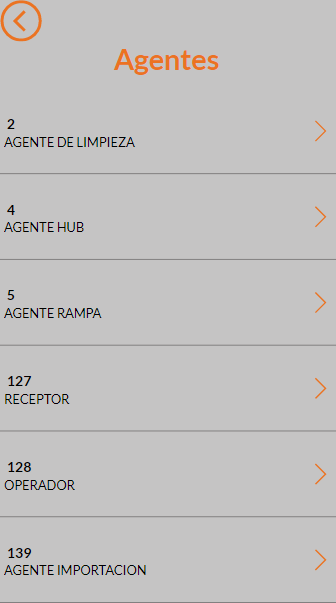 Agentes
2
AGENTE DE LIMPIEZA
4
AGENTE HUB
5
AGENTE RAMPA
127
RECEPTOR
128
OPERADOR
139
AGENTE IMPORTACION